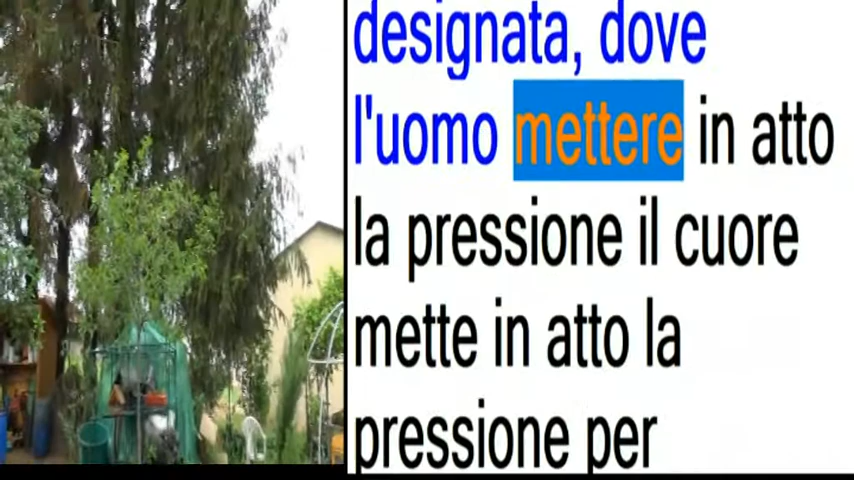 designata, dove
l'uomo mettere in atto
la pressione il cuore
mette in atto la
pressione per